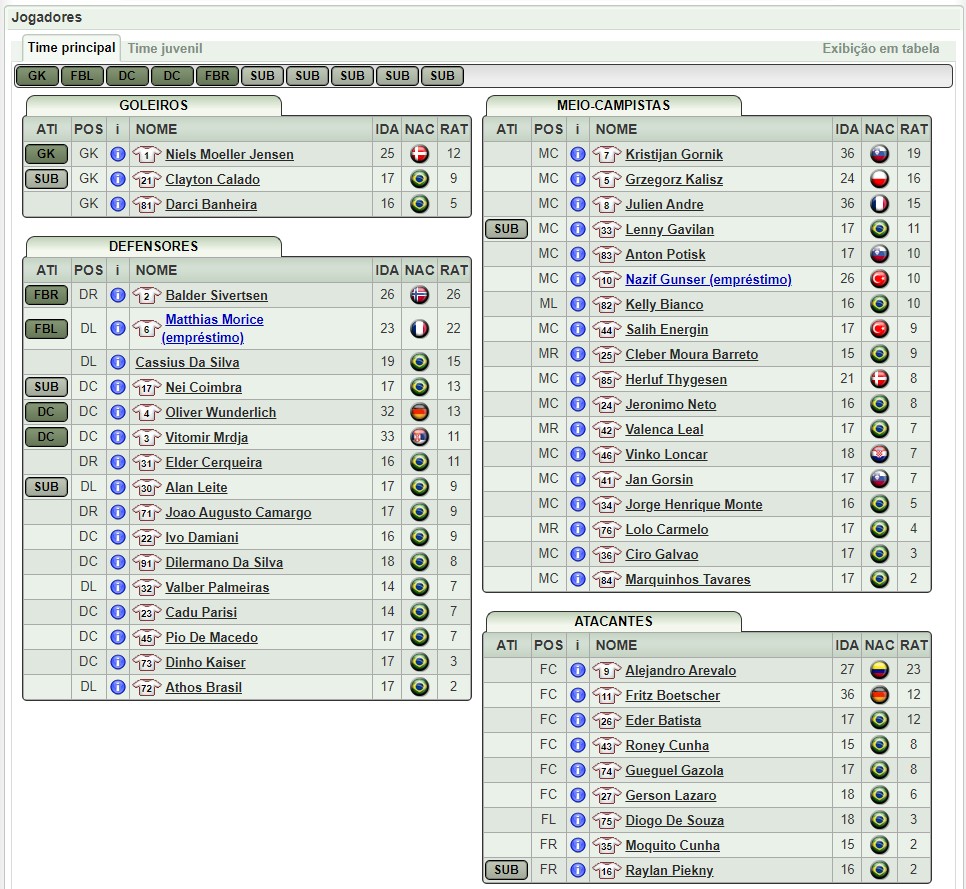 Jogadores
Time principal Time juvenil Exibição em tabela
GK FBL DC DC FBR SUB SUB SUB SUB SUB
GOLEIROS
ATI POS i NOME IDA NAC RAT
GK GK i 1 Niels Moeller Jensen 25 12
SUB GK i 21 Clayton Calado 17 9
GK i 81 Darci Banheira 16 5
DEFENSORES
ATI POS i NOME IDA NAC RAT
FBR DR i 2 Balder Sivertsen 26 26
FBL DL i 6 Matthias Morice 23 22
(empréstimo)
DL i Cassius Da Silva 19 15
SUB DC i 17 Nei Coimbra 17 13
DC DC i 4 Oliver Wunderlich 32 13
DC DC i 3 Vitomir Mrdja 33 11
DR i 31 Elder Cerqueira 16 11
SUB DL i 30 Alan Leite 17 9
DR i 71 Joao Augusto Camargo 17 9
DC i 22 Ivo Damiani 16 9
DC i 91 Dilermano Da Silva 18 8
DL i 32 Valber Palmeiras 14 7
DC i 23 Cadu Parisi 14 7
DC i 45 Pio De Macedo 17 7
DC i 73 Dinho Kaiser 17 3
DL i 72 Athos Brasil 17 2
MEIO-CAMPISTAS
ATI POS i NOME IDA NAC RAT
MC i 7 Kristijan Gornik 36 19
MC i 5 Grzegorz Kalisz 24 16
MC i 8 Julien Andre 36 15
SUB MC i 33 Lenny Gavilan 17 11
MC i 83 Anton Potisk 17 10
MC i 10 Nazif Gunser (empréstimo) 26 10
ML i 82 Kelly Bianco 16 10
MC i 44 Salih Energin 17 9
MR i 25 Cleber Moura Barreto 15 9
MC i 85 Herluf Thygesen 21 8
MC i 24 Jeronimo Neto 16 8
MR i 42 Valenca Leal 17 7
MC i 46 Vinko Loncar 18 7
MC i 41 Jan Gorsin 17 7
MC i 34 Jorge Henrique Monte 16 5
MR i 76 Lolo Carmelo 17 4
MC i 36 Ciro Galvao 17 3
MC i 84 Marquinhos Tavares 17 2
ATACANTES
ATI POS i NOME IDA NAC RAT
FC i 9 Alejandro Arevalo 27 23
FC i 11 Fritz Boetscher 36 12
FC i 26 Eder Batista 17 12
FC i 43 Roney Cunha 15 8
FC i 74 Gueguel Gazola 17 8
FC i 27 Gerson Lazaro 18 6
FL i 75 Diogo De Souza 18 3
FR i 35 Moquito Cunha 15 2
SUB FR i 16 Raylan Piekny 16 2